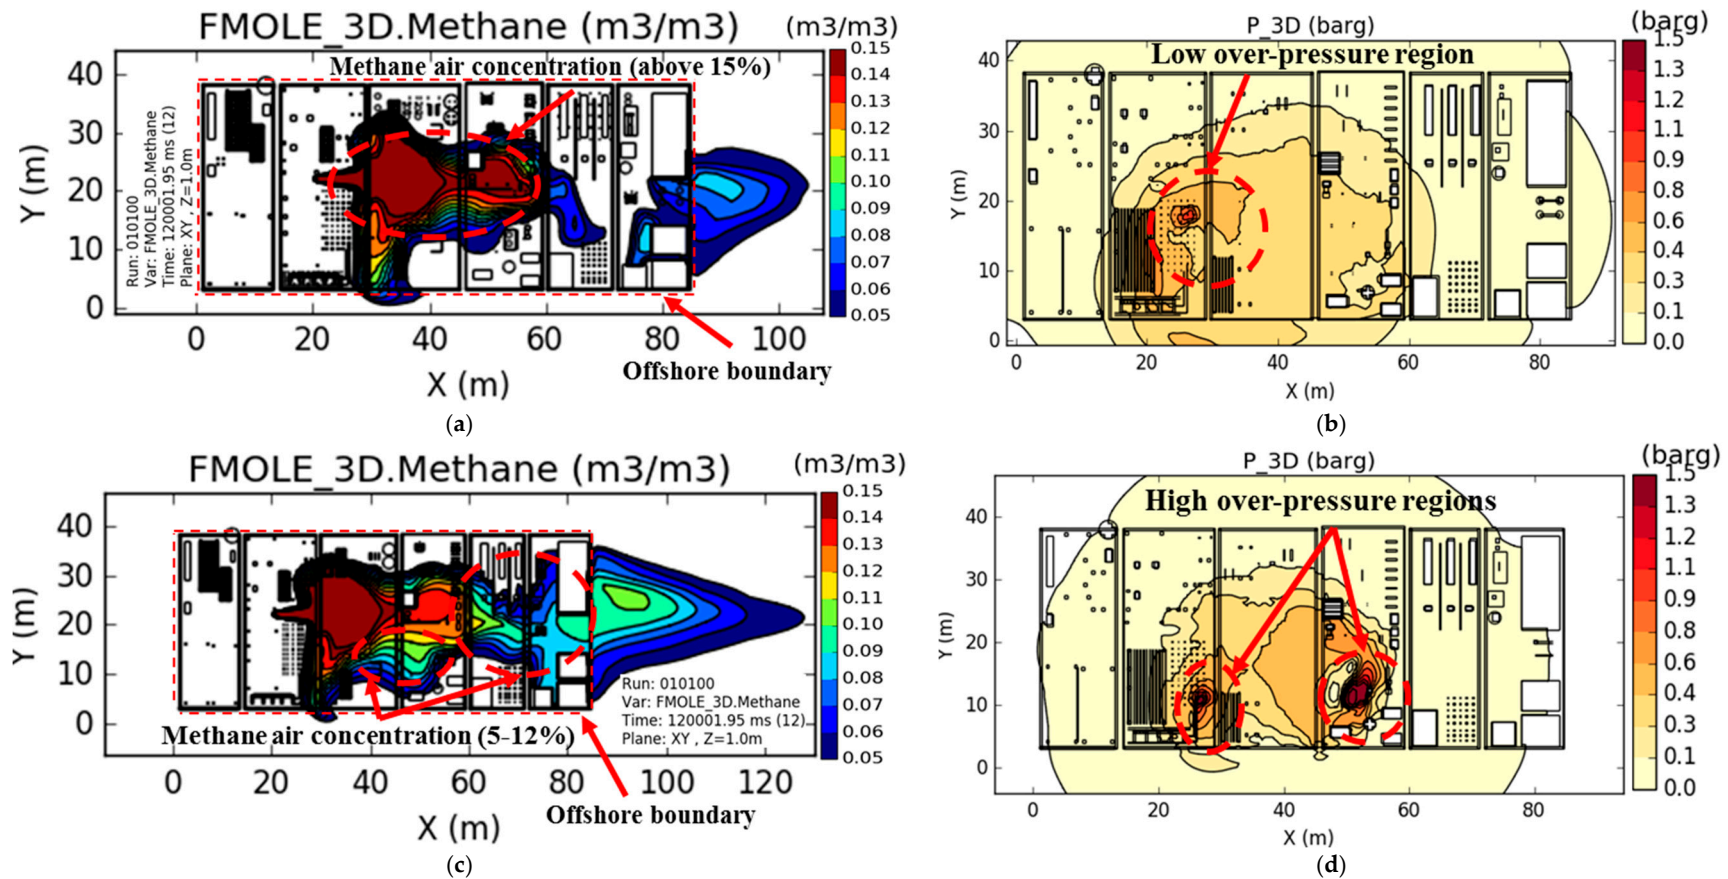 FMOLE_3D.Methane (m3/m3)
(m3/m3)
Methane air concentration (above 15%)
Y (m)
40
30
20
10
0
Run: 010100
Var: FMOLE_3D.Methane
Time: 120001.95 ms (12)
Plane: XY , Z=1.0m
0.15
0.14
0.13
0.12
0.11
0.10
0.09
0.08
0.07
0.06
0.05
0 20 40 60 80 100
X (m)
Offshore boundary
(a)
P_3D (barg)
(barg)
Low over-pressure region
Y (m)
40
30
20
10
0
1.5
1.3
1.2
1.1
0.9
0.8
0.6
0.4
0.3
0.1
0.0
0 20 40 60 80
X (m)
(b)
FMOLE_3D.Methane (m3/m3)
(m3/m3)
Y (m)
40
30
20
10
0
0.15
0.14
0.13
0.12
0.11
0.10
0.09
0.08
0.07
0.06
0.05
Run: 010100
Var: FMOLE_3D.Methane
Time: 120001.95 ms (12)
Plane: XY , Z=1.0m
Methane air concentration (5-12%)
0 20 40 60 80 100 120
X (m)
Offshore boundary
(c)
P_3D (barg)
(barg)
High over-pressure regions
Y (m)
40
30
20
10
0
1.5
1.3
1.2
1.1
0.9
0.8
0.6
0.4
0.3
0.1
0.0
0 20 40 60 80
X (m)
(d)